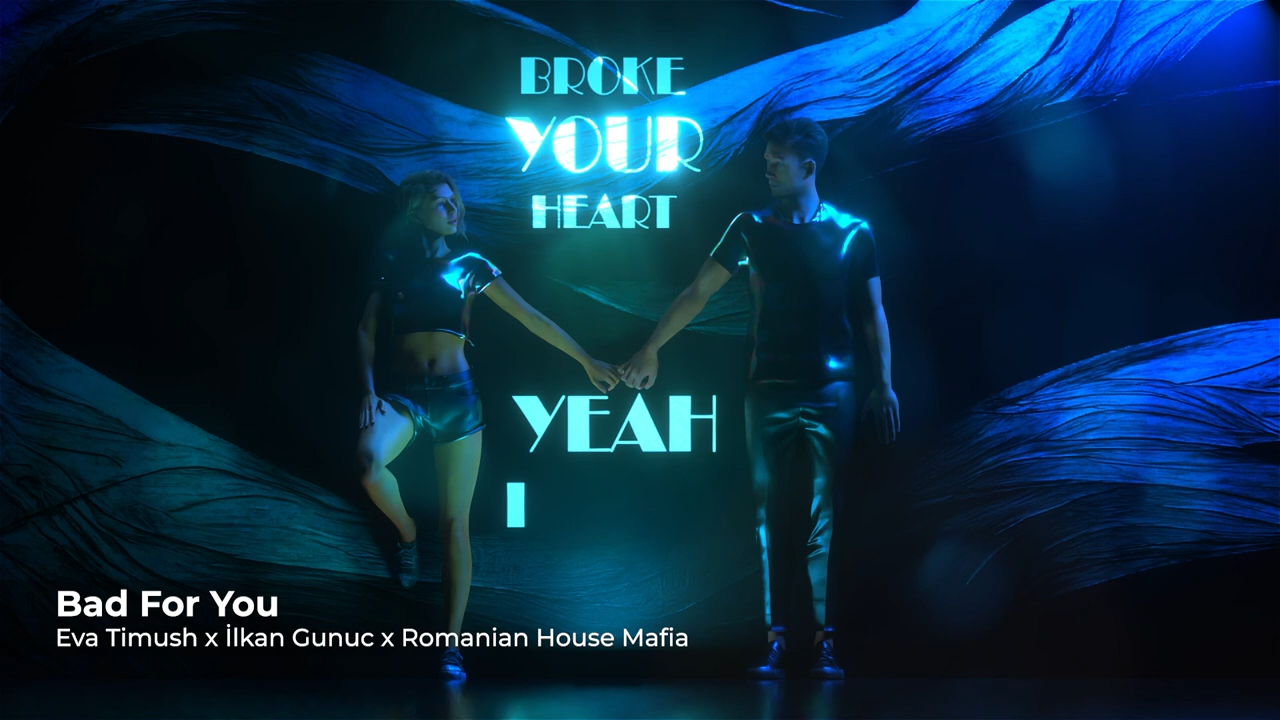 BROKE
YOUR
HEART
YEAH
I
Bad For You
Eva Timush x İlkan Gunuc x Romanian House Mafia